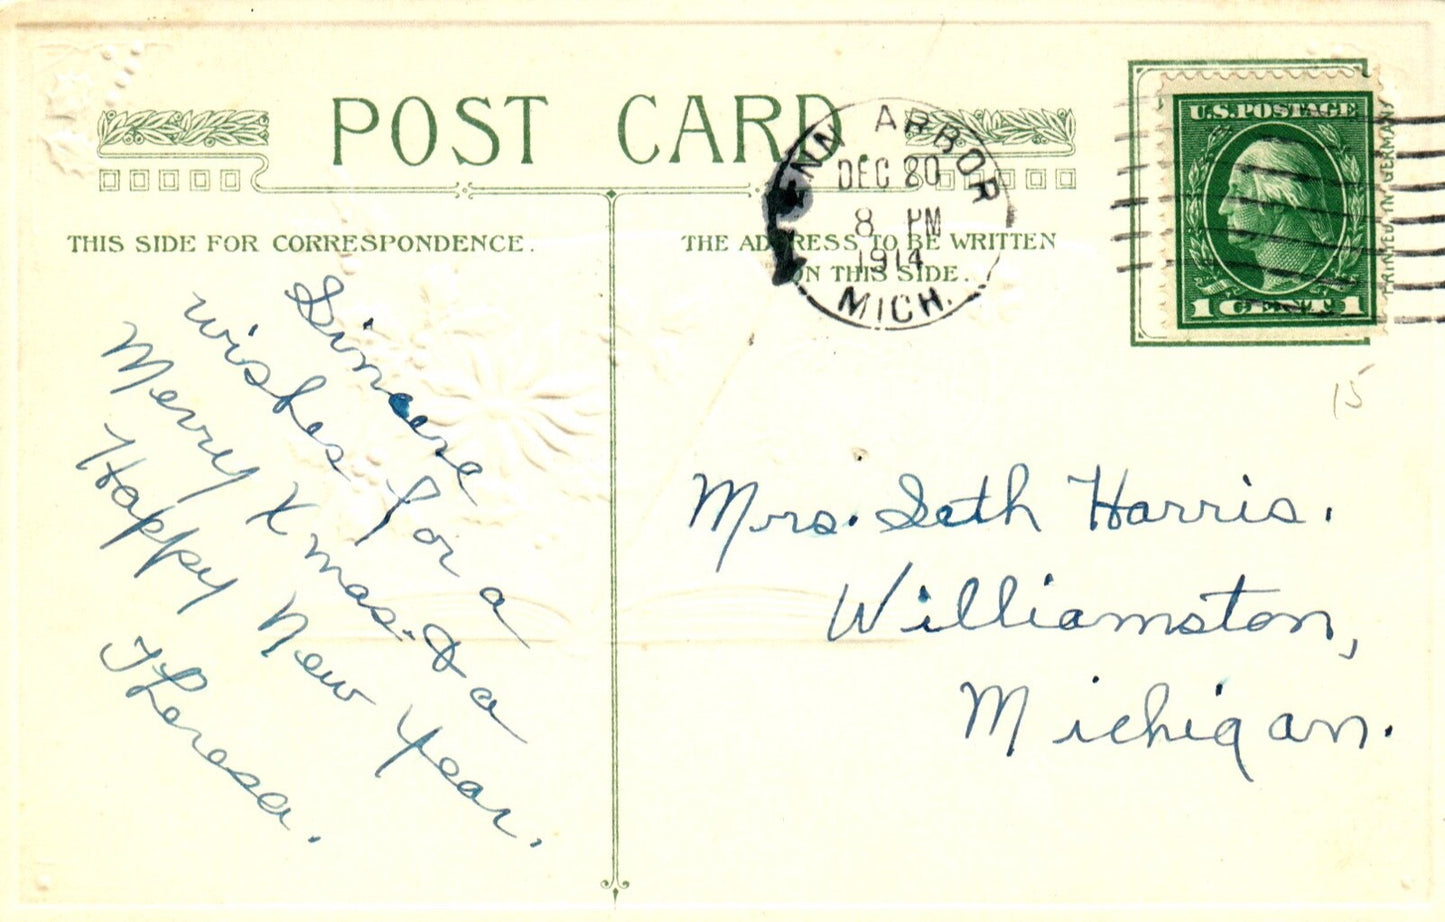 POST CARD
THIS SIDE FOR CORRESPONDENCE.
THE ADDRESS TO BE WRITTEN
ON THIS SIDE.
ANN ARBOR
DEC 20
8 PM
1914
MICH.
U.S.POSTAGE
1 CENT 1
PRINTED IN GERMANY
15
Sincere
wishes for a
Merry Xmas. & a
Happy New Year.
Theresa.
Mrs. Seth Harris.
Williamston,
Michigan.